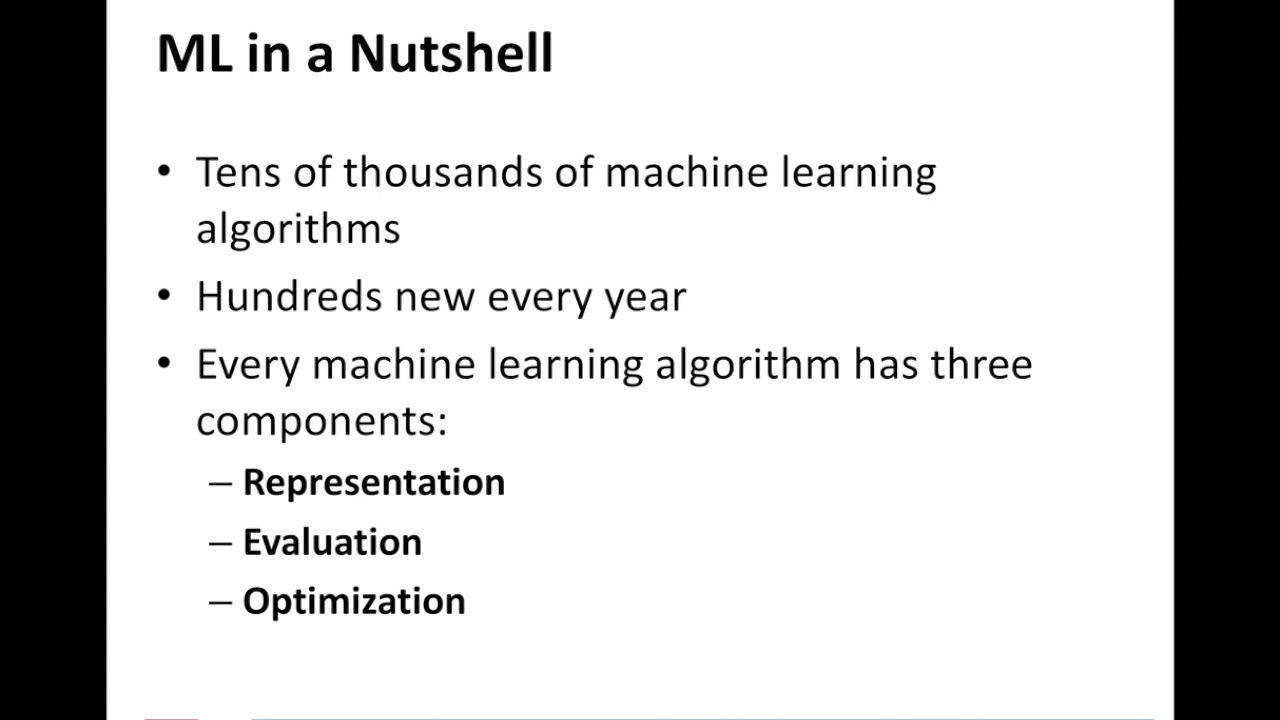 ML in a Nutshell
• Tens of thousands of machine learning
algorithms
• Hundreds new every year
• Every machine learning algorithm has three
components:
– Representation
– Evaluation
– Optimization